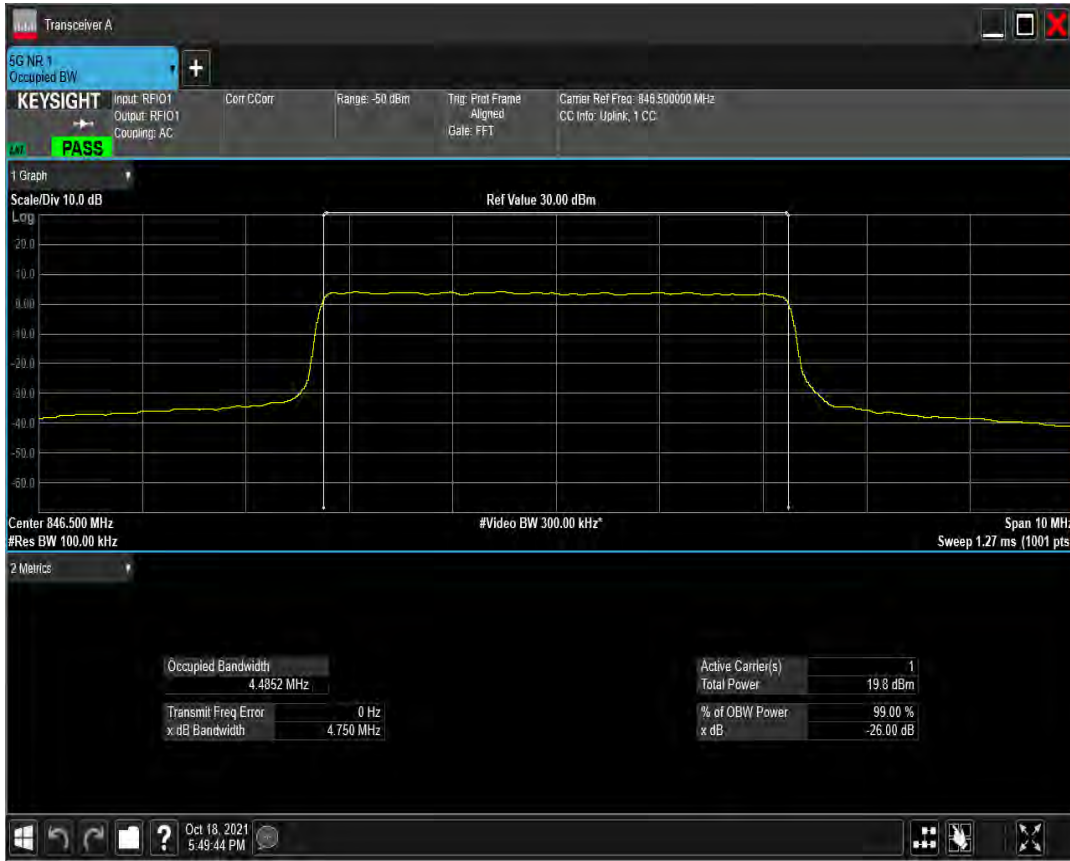 Transceiver A
5G NR 1
Occupied BW
+
KEYSIGHT
Input: RFIO1
Output: RFIO1
Coupling: AC
Corr CCorr
Range: -50 dBm
Trig: Prot Frame
Aligned
Gate: FFT
Carrier Ref Freq: 846.500000 MHz
CC Info: Uplink, 1 CC
PASS
1 Graph
Scale/Div 10.0 dB
Ref Value 30.00 dBm
Log
20.0
10.0
0.00
-10.0
-20.0
-30.0
-40.0
-50.0
-60.0
Center 846.500 MHz
#Video BW 300.00 kHz*
Span 10 MHz
#Res BW 100.00 kHz
Sweep 1.27 ms (1001 pts
2 Metrics
Occupied Bandwidth
4.4852 MHz
Transmit Freq Error 0 Hz
x dB Bandwidth 4.750 MHz
Active Carrier(s) 1
Total Power 19.8 dBm
% of OBW Power 99.00 %
x dB -26.00 dB
?
Oct 18, 2021
5:49:44 PM